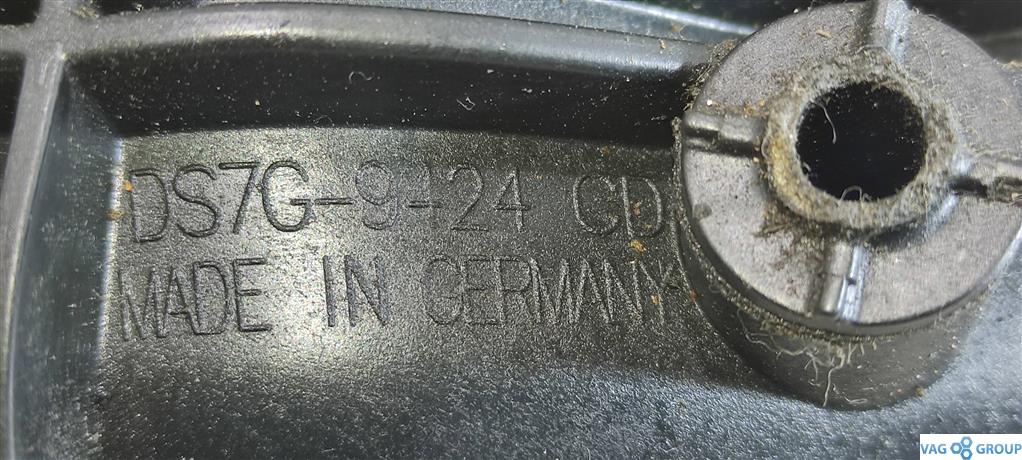 DS7G-9424 CD
MADE IN GERMANY
VAG GROUP